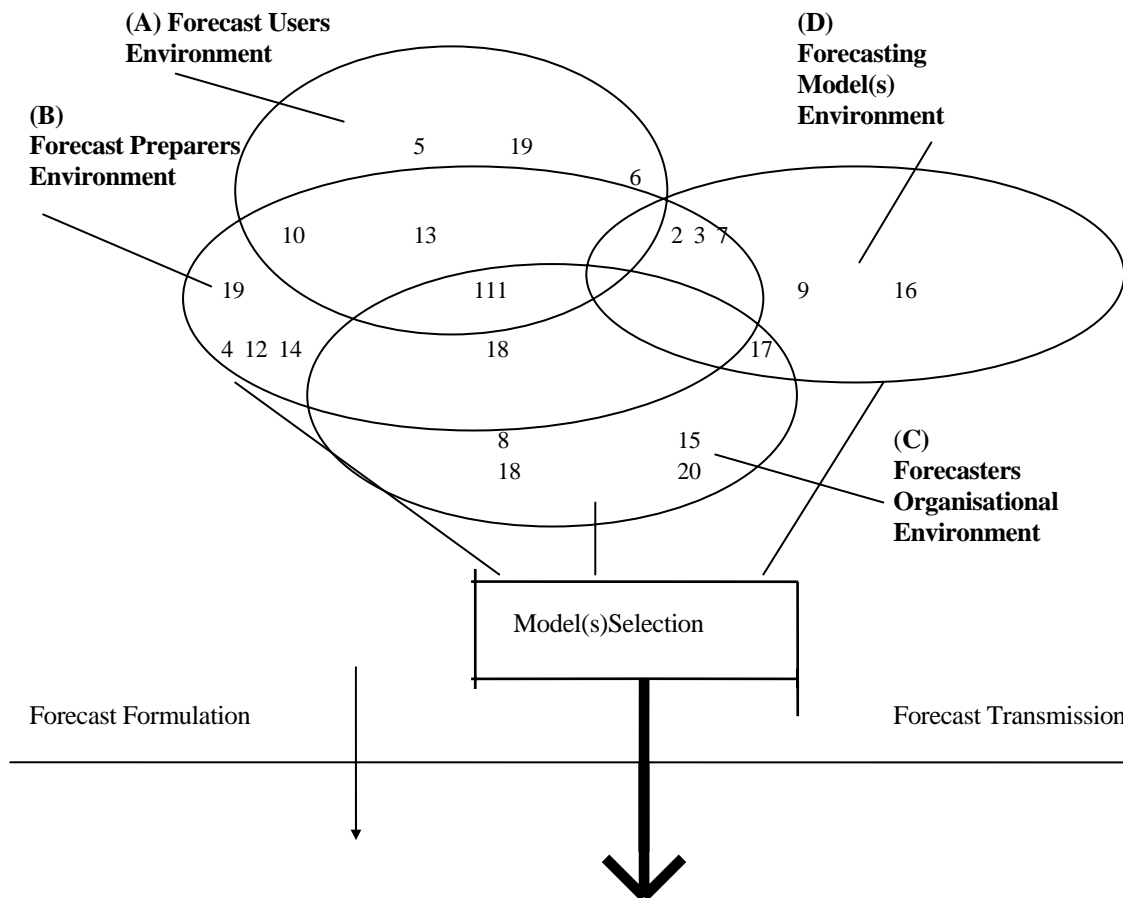 (A) Forecast Users
Environment
(D)
Forecasting
Model(s)
Environment
(B)
Forecast Preparers
Environment
5 19
6
10 13 2 3 7
19 111 9 16
4 12 14 18 17
8 15
18 20
(C)
Forecasters
Organisational
Environment
Model(s)Selection
Forecast Formulation
Forecast Transmission